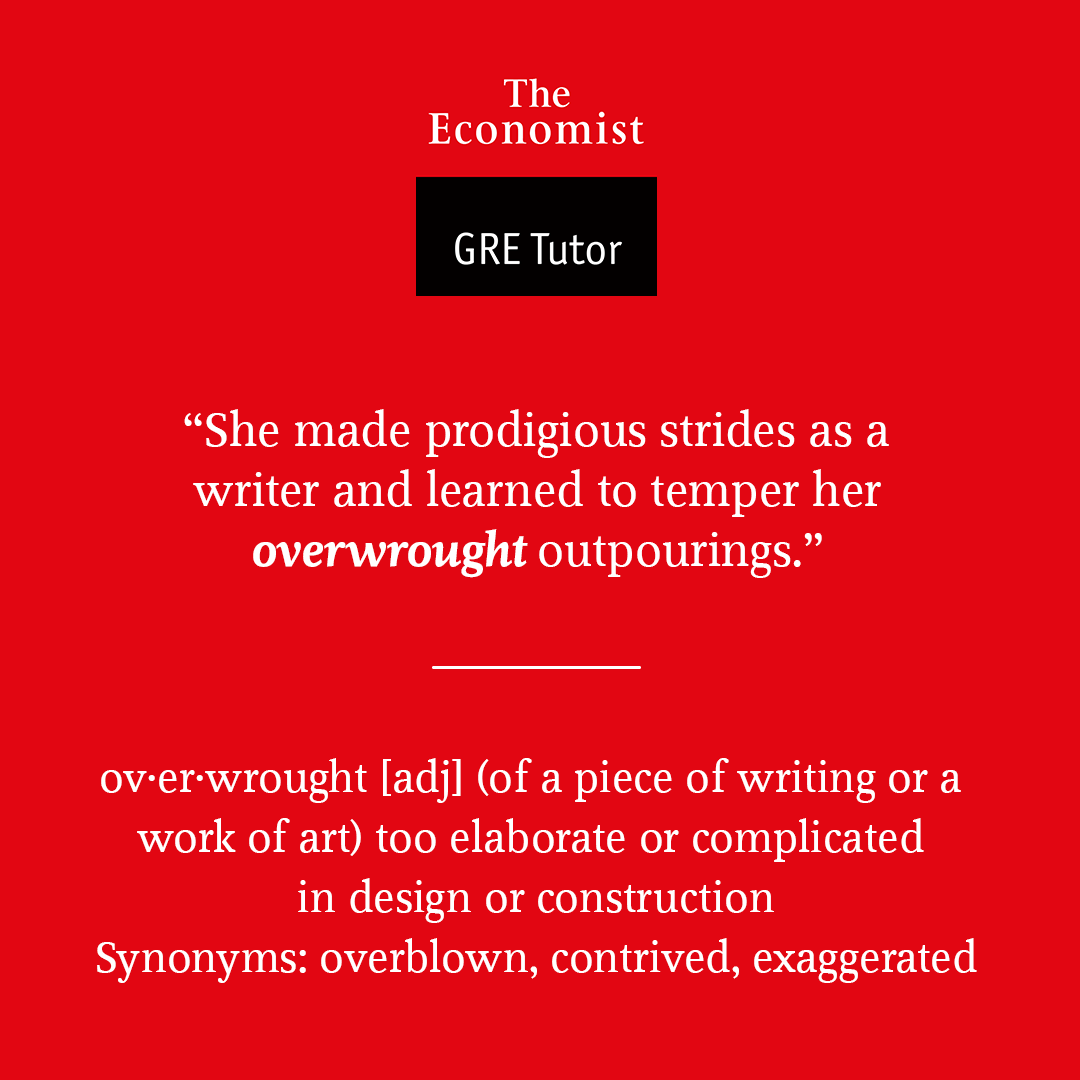 The
Economist
GRE Tutor
“She made prodigious strides as a
writer and learned to temper her
overwrought outpourings.”
ov·er·wrought [adj] (of a piece of writing or a
work of art) too elaborate or complicated
in design or construction
Synonyms: overblown, contrived, exaggerated